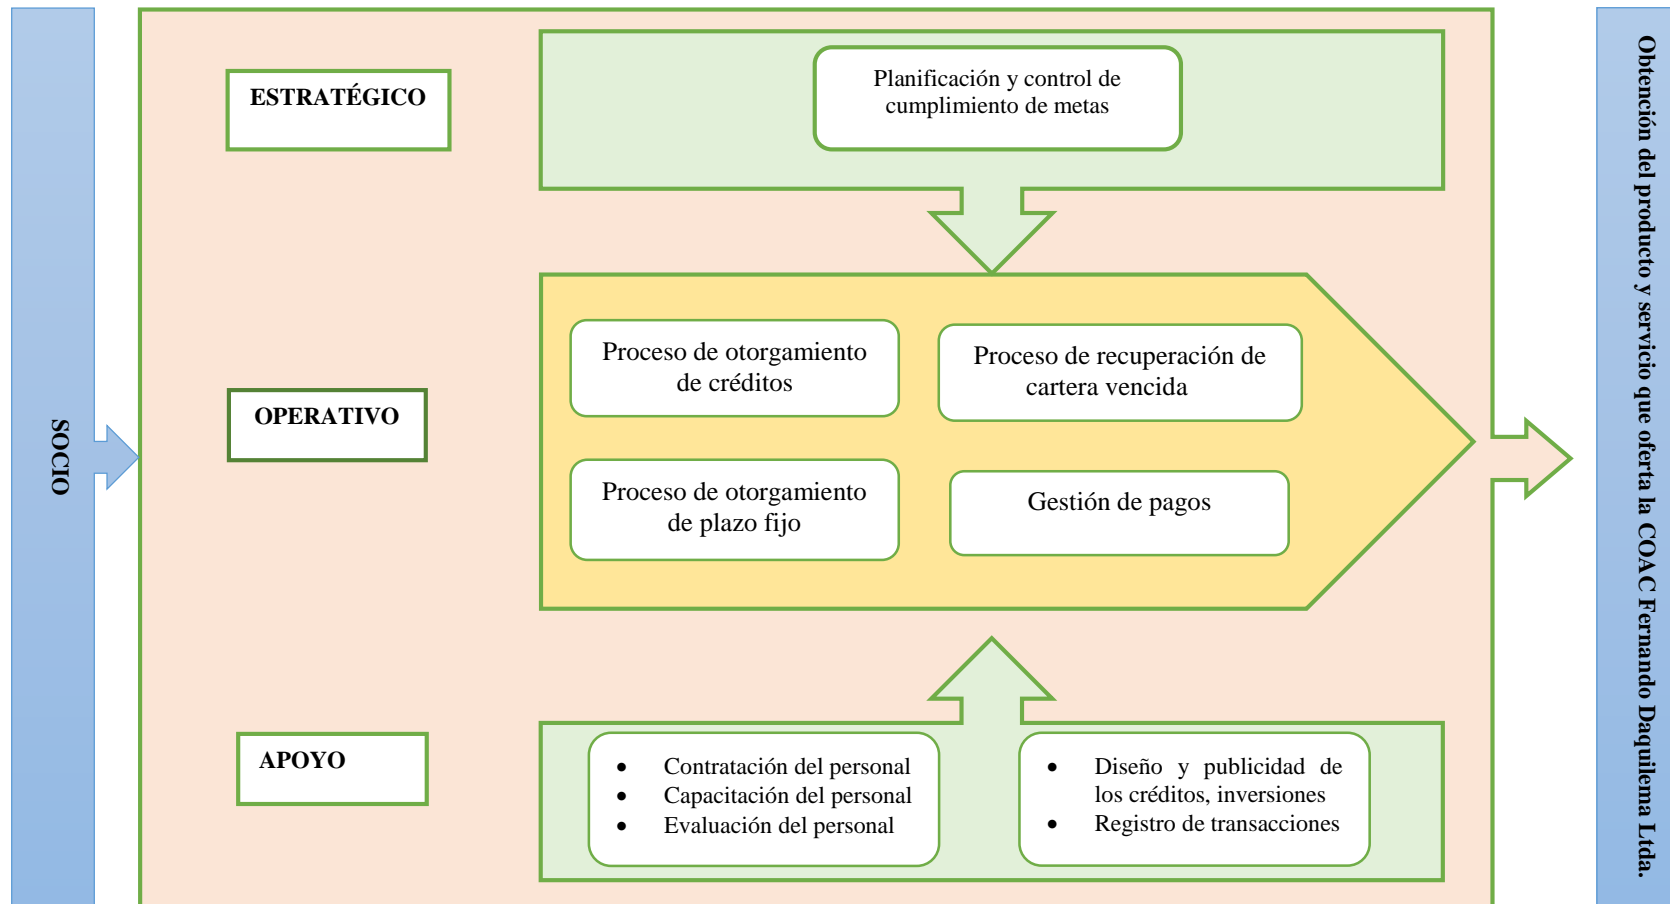 SOCIO
ESTRATÉGICO
Planificación y control de
cumplimiento de metas
OPERATIVO
Proceso de otorgamiento
de créditos
Proceso de recuperación de
cartera vencida
Proceso de otorgamiento
de plazo fijo
Gestión de pagos
APOYO
• Contratación del personal
• Capacitación del personal
• Evaluación del personal
• Diseño y publicidad de
los créditos, inversiones
• Registro de transacciones
Obtención del producto y servicio que oferta la COAC Fernando Daquilema Ltda.